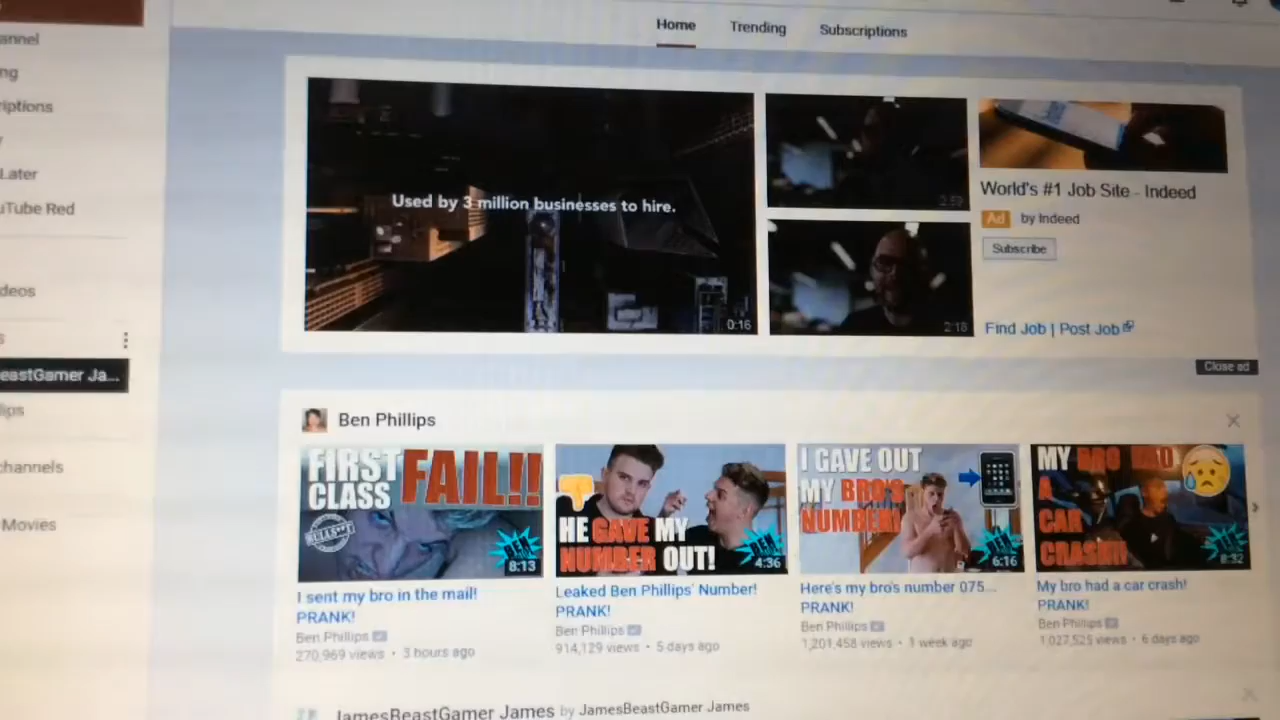 Home Trending Subscriptions
annel
ng
riptions
y
Later
uTube Red
deos
s
eastGamer Ja...
lips
channels
Movies
Used by 3 million businesses to hire.
0:16
2:59
2:18
World's #1 Job Site - Indeed
Ad by Indeed
Subscribe
Find Job | Post Job
Close ad
Ben Phillips
FIRST
CLASS FAIL!!
BEN
8:13
I sent my bro in the mail!
PRANK!
Ben Phillips
270,969 views • 3 hours ago
HE GAVE MY
NUMBER OUT!
BEN
4:36
Leaked Ben Phillips' Number!
PRANK!
Ben Phillips
914,129 views • 5 days ago
I GAVE OUT
MY BRO'S
NUMBER!
BEN
6:16
Here's my bro's number 075...
PRANK!
Ben Phillips
1,201,458 views • 1 week ago
MY BRO HAD
A
CAR
CRASH!!
8:32
My bro had a car crash!
PRANK!
Ben Phillips
1,027,525 views • 6 days ago
JamesBeastGamer James by JamesBeastGamer James